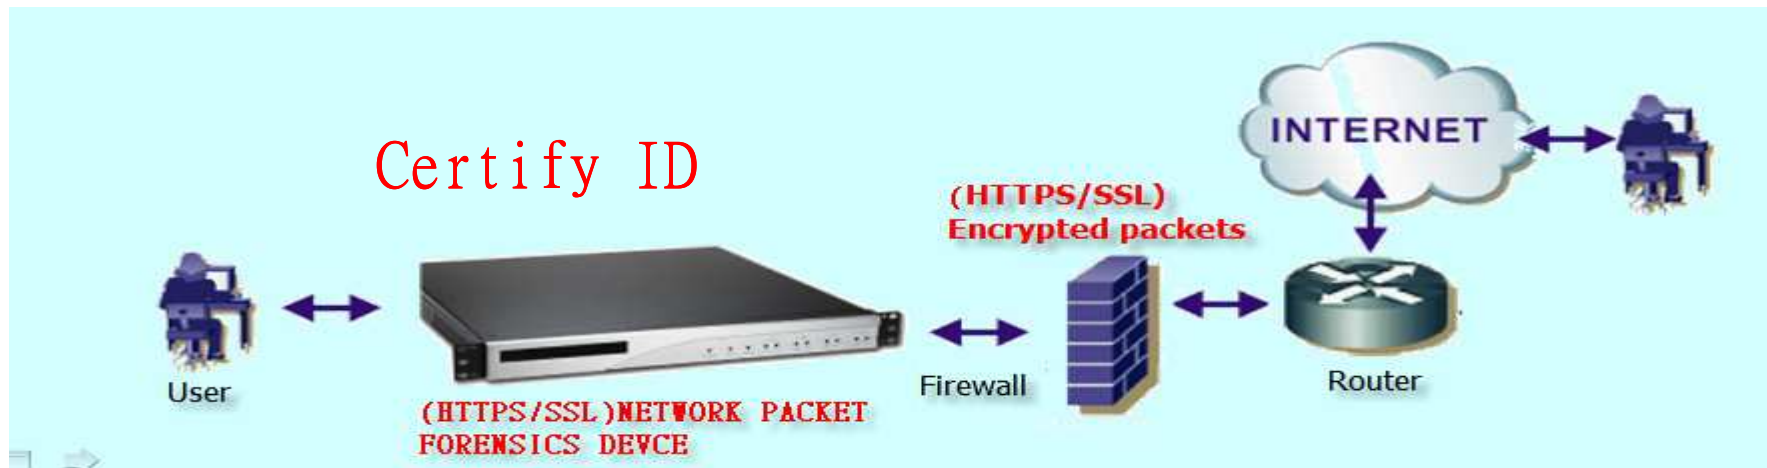 Certify ID
INTERNET
(HTTPS/SSL)
Encrypted packets
User
(HTTPS/SSL)NETWORK PACKET
FORENSICS DEVCE
Firewall
Router